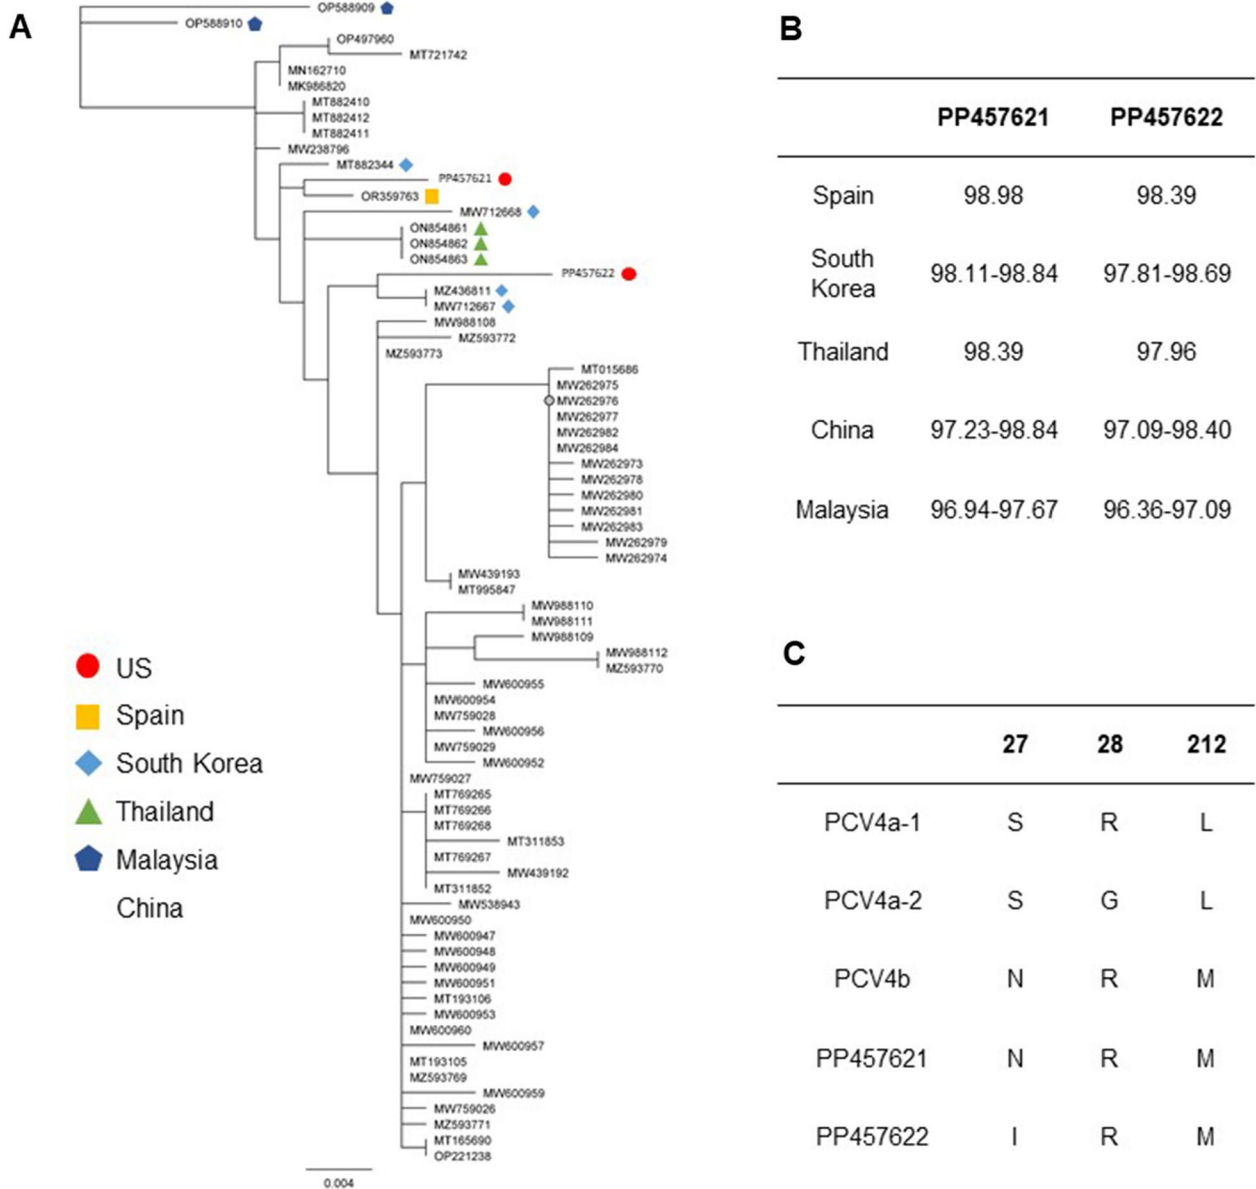 A
OP588909
OP588910
OP497960
MT721742
MN162710
MK986820
MT882410
MT882412
MT882411
MW238796
MT882344
PP457621
OR359763
MW712668
ON854861
ON854862
ON854863
PP457622
MZ436811
MW712667
MW988108
MZ593772
MZ593773
MT015686
MW262975
MW262976
MW262977
MW262982
MW262984
MW262973
MW262978
MW262980
MW262981
MW262983
MW262979
MW262974
MW439193
MT995847
MW988110
MW988111
MW988109
MW988112
MZ593770
MW600955
MW600954
MW759028
MW600956
MW759029
MW600952
MW759027
MT769265
MT769266
MT769268
MT311853
MT769267
MW439192
MT311852
MW538943
MW600950
MW600947
MW600948
MW600949
MW600951
MT193106
MW600953
MW600960
MW600957
MT193105
MZ593769
MW600959
MW759026
MZ593771
MT165690
OP221238
0.004
US
Spain
South Korea
Thailand
Malaysia
China
B
PP457621 PP457622
Spain 98.98 98.39
South
Korea 98.11-98.84 97.81-98.69
Thailand 98.39 97.96
China 97.23-98.84 97.09-98.40
Malaysia 96.94-97.67 96.36-97.09
C
27 28 212
PCV4a-1 S R L
PCV4a-2 S G L
PCV4b N R M
PP457621 N R M
PP457622 I R M